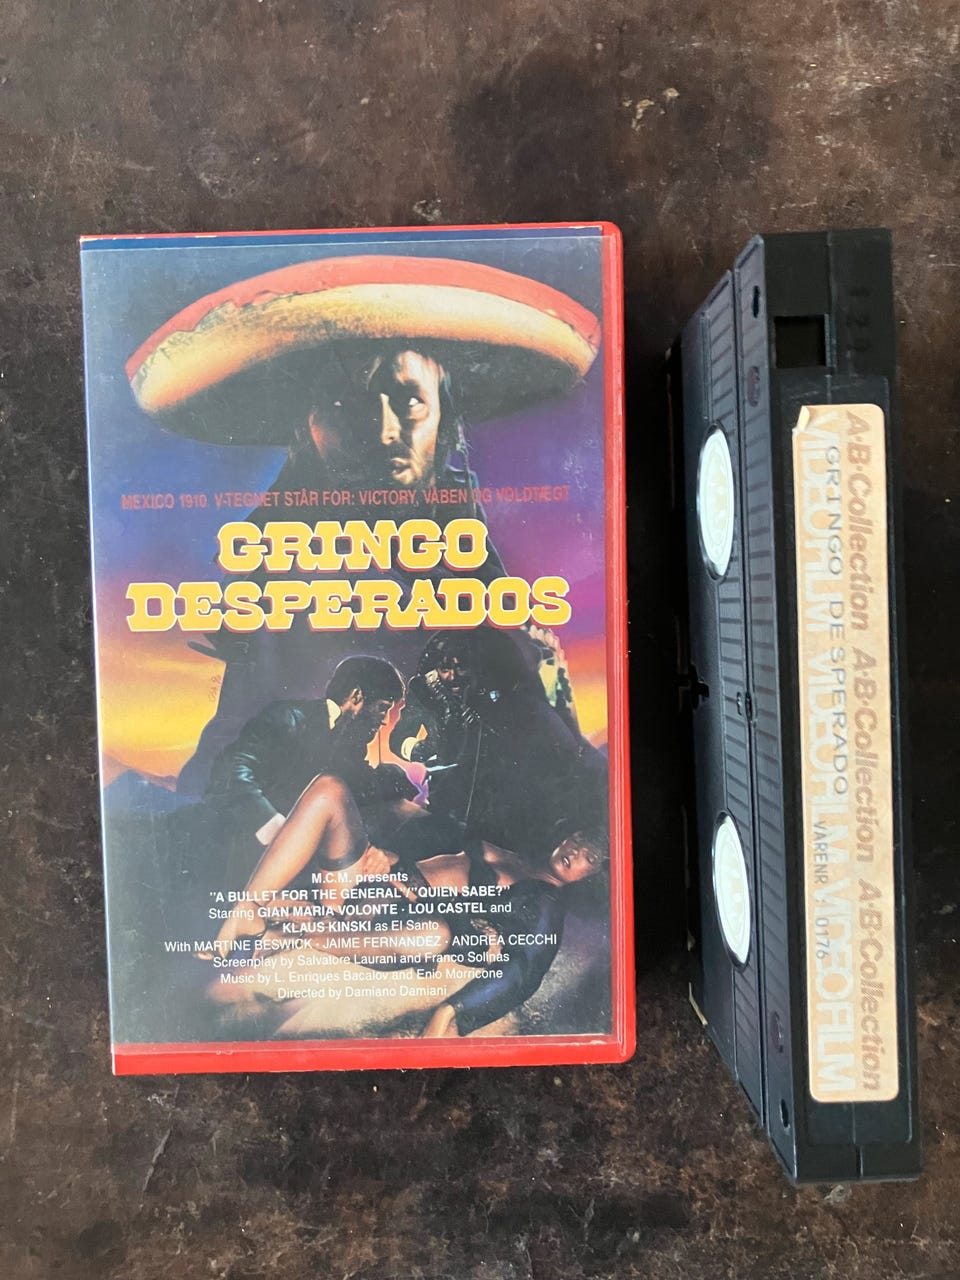 MEXICO 1910. V-TEGNET STÅR FOR: VICTORY, VÅBEN OG VOLDTÆGT
GRINGO
DESPERADOS
M.C.M. presents
"A BULLET FOR THE GENERAL"/"QUIEN SABE?"
Starring GIAN MARIA VOLONTE · LOU CASTEL and
KLAUS KINSKI as El Santo
With MARTINE BESWICK · JAIME FERNANDEZ · ANDREA CECCHI
Screenplay by Salvatore Laurani and Franco Solinas
Music by L. Enriques Bacalov and Enio Morricone
Directed by Damiano Damiani
A·B·Collection A·B·Collection A·B·Collection
GRINGO DESPERADO VARENR. 0176
VIDEOFILM VIDEOFILM VIDEOFILM